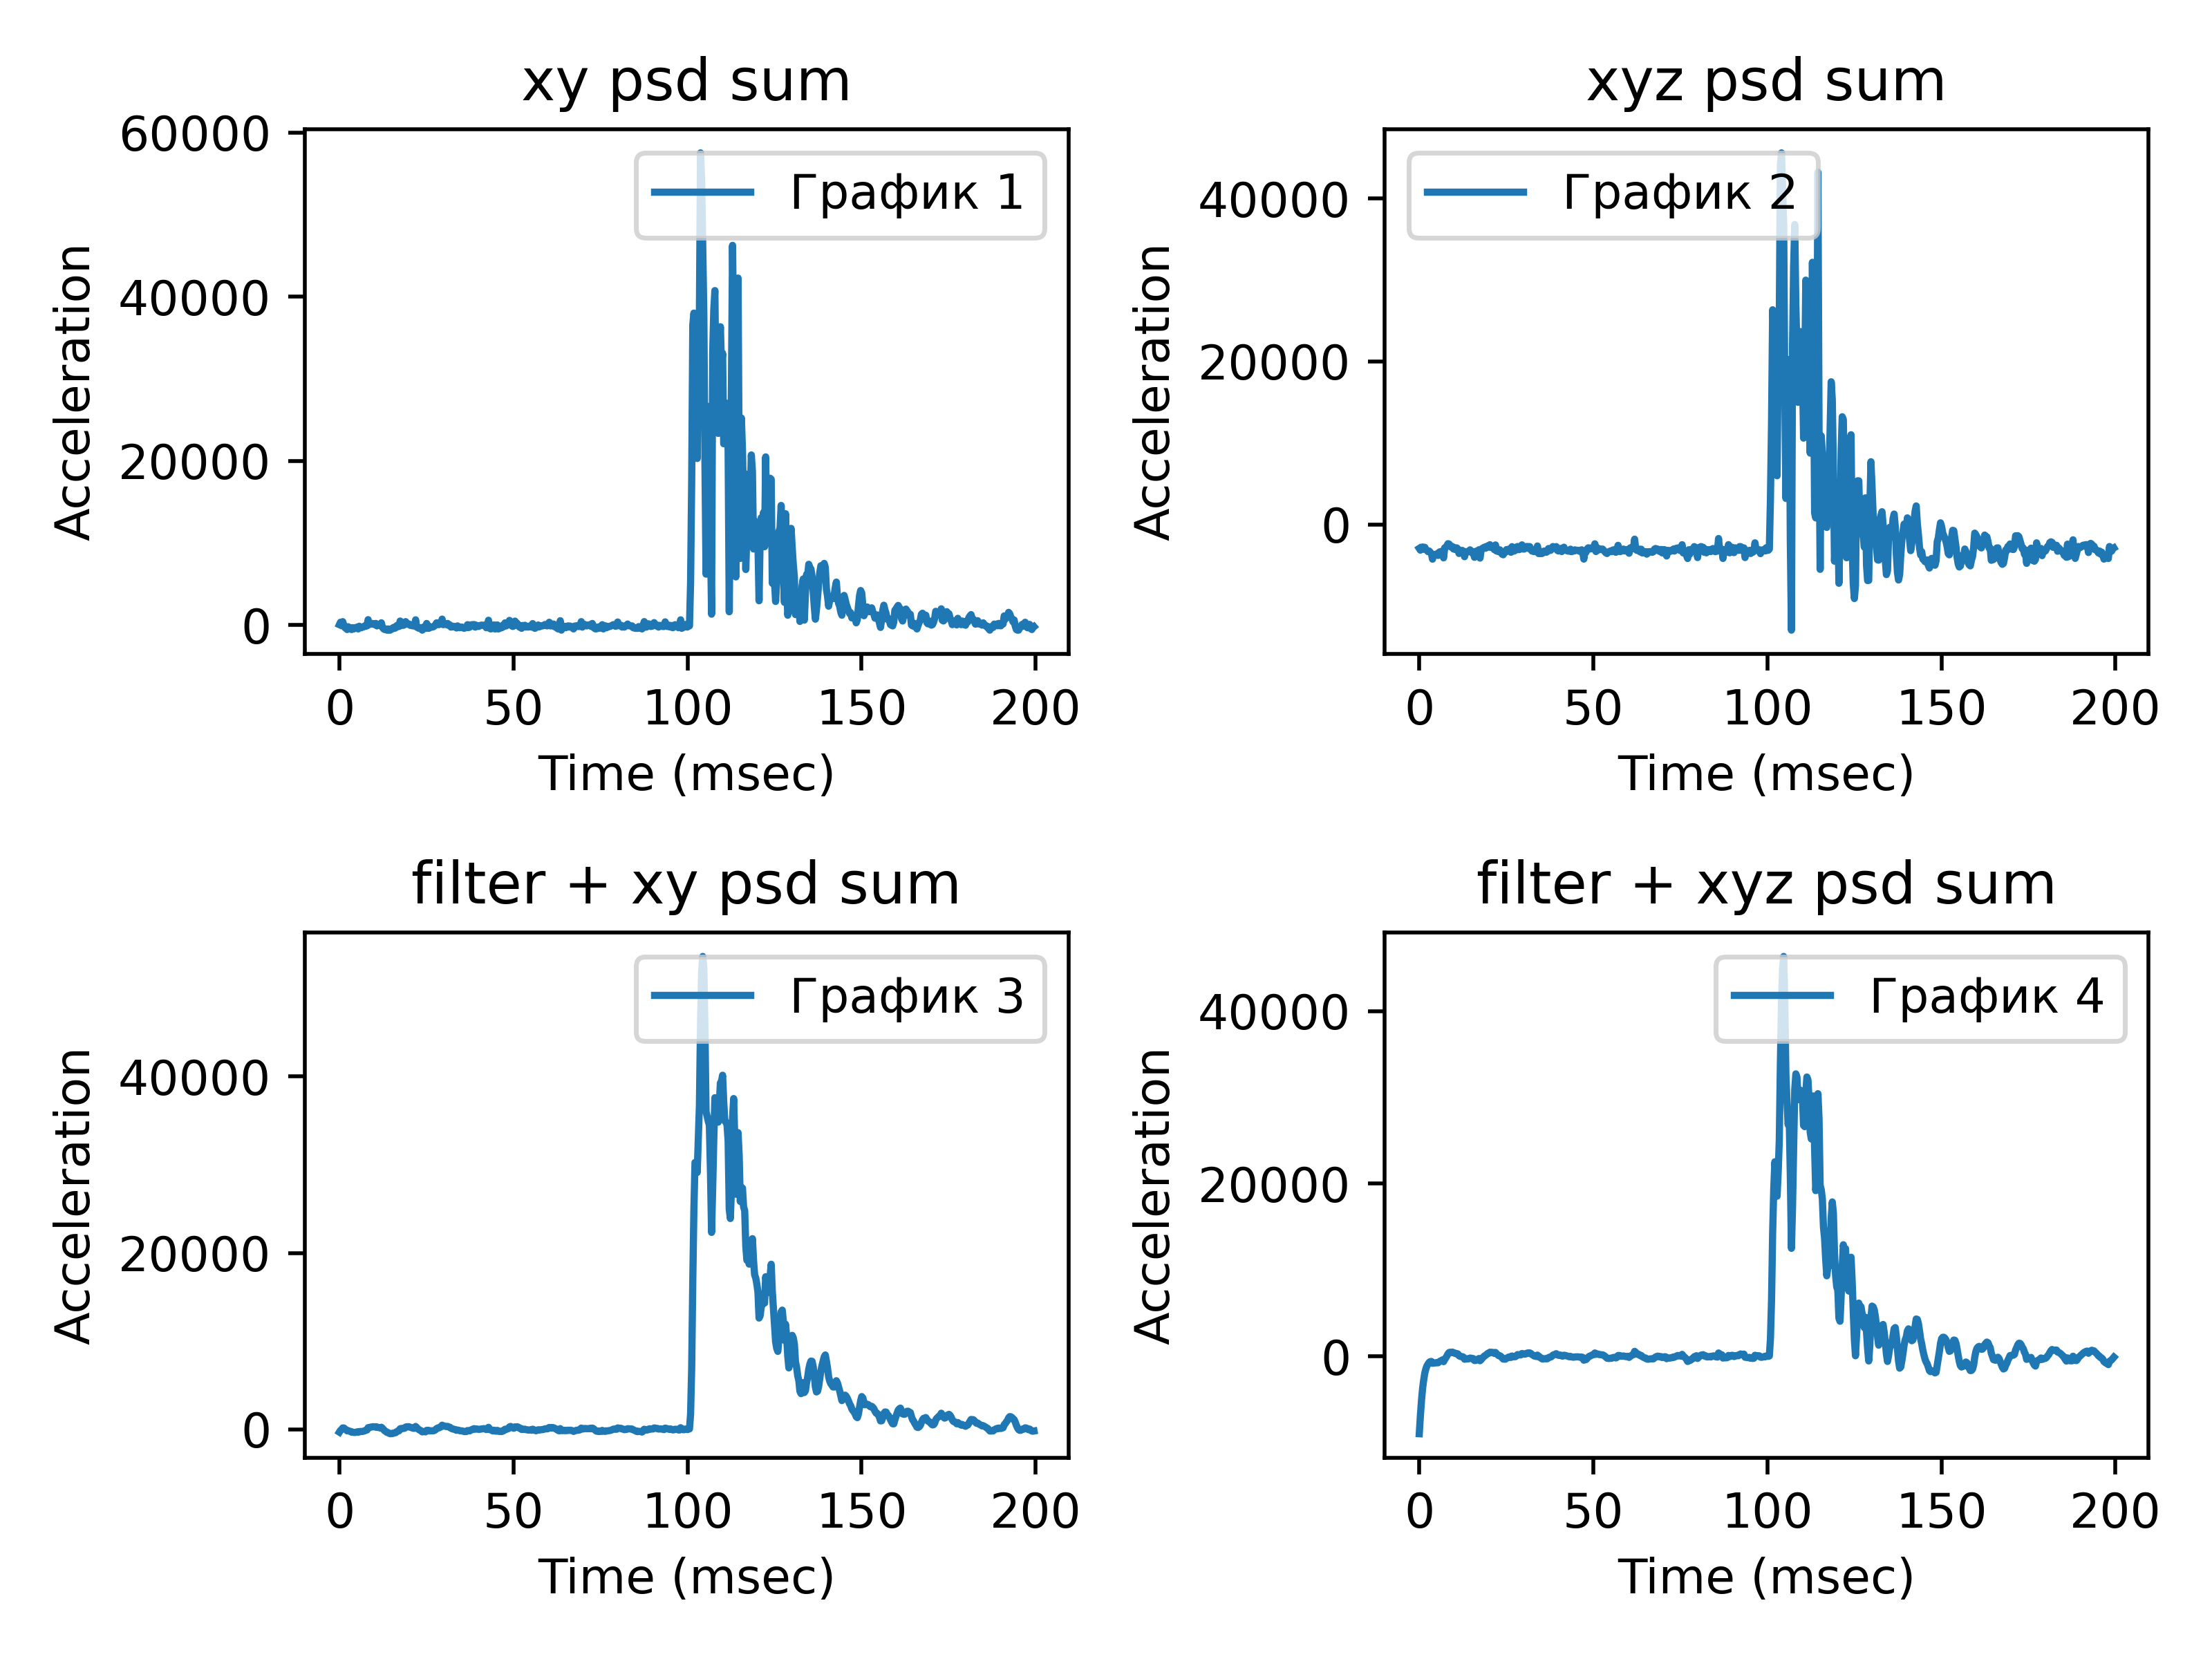 xy psd sum
60000
40000
20000
0
Acceleration
График 1
0 50 100 150 200
Time (msec)
xyz psd sum
40000
20000
0
Acceleration
График 2
0 50 100 150 200
Time (msec)
filter + xy psd sum
40000
20000
0
Acceleration
График 3
0 50 100 150 200
Time (msec)
filter + xyz psd sum
40000
20000
0
Acceleration
График 4
0 50 100 150 200
Time (msec)